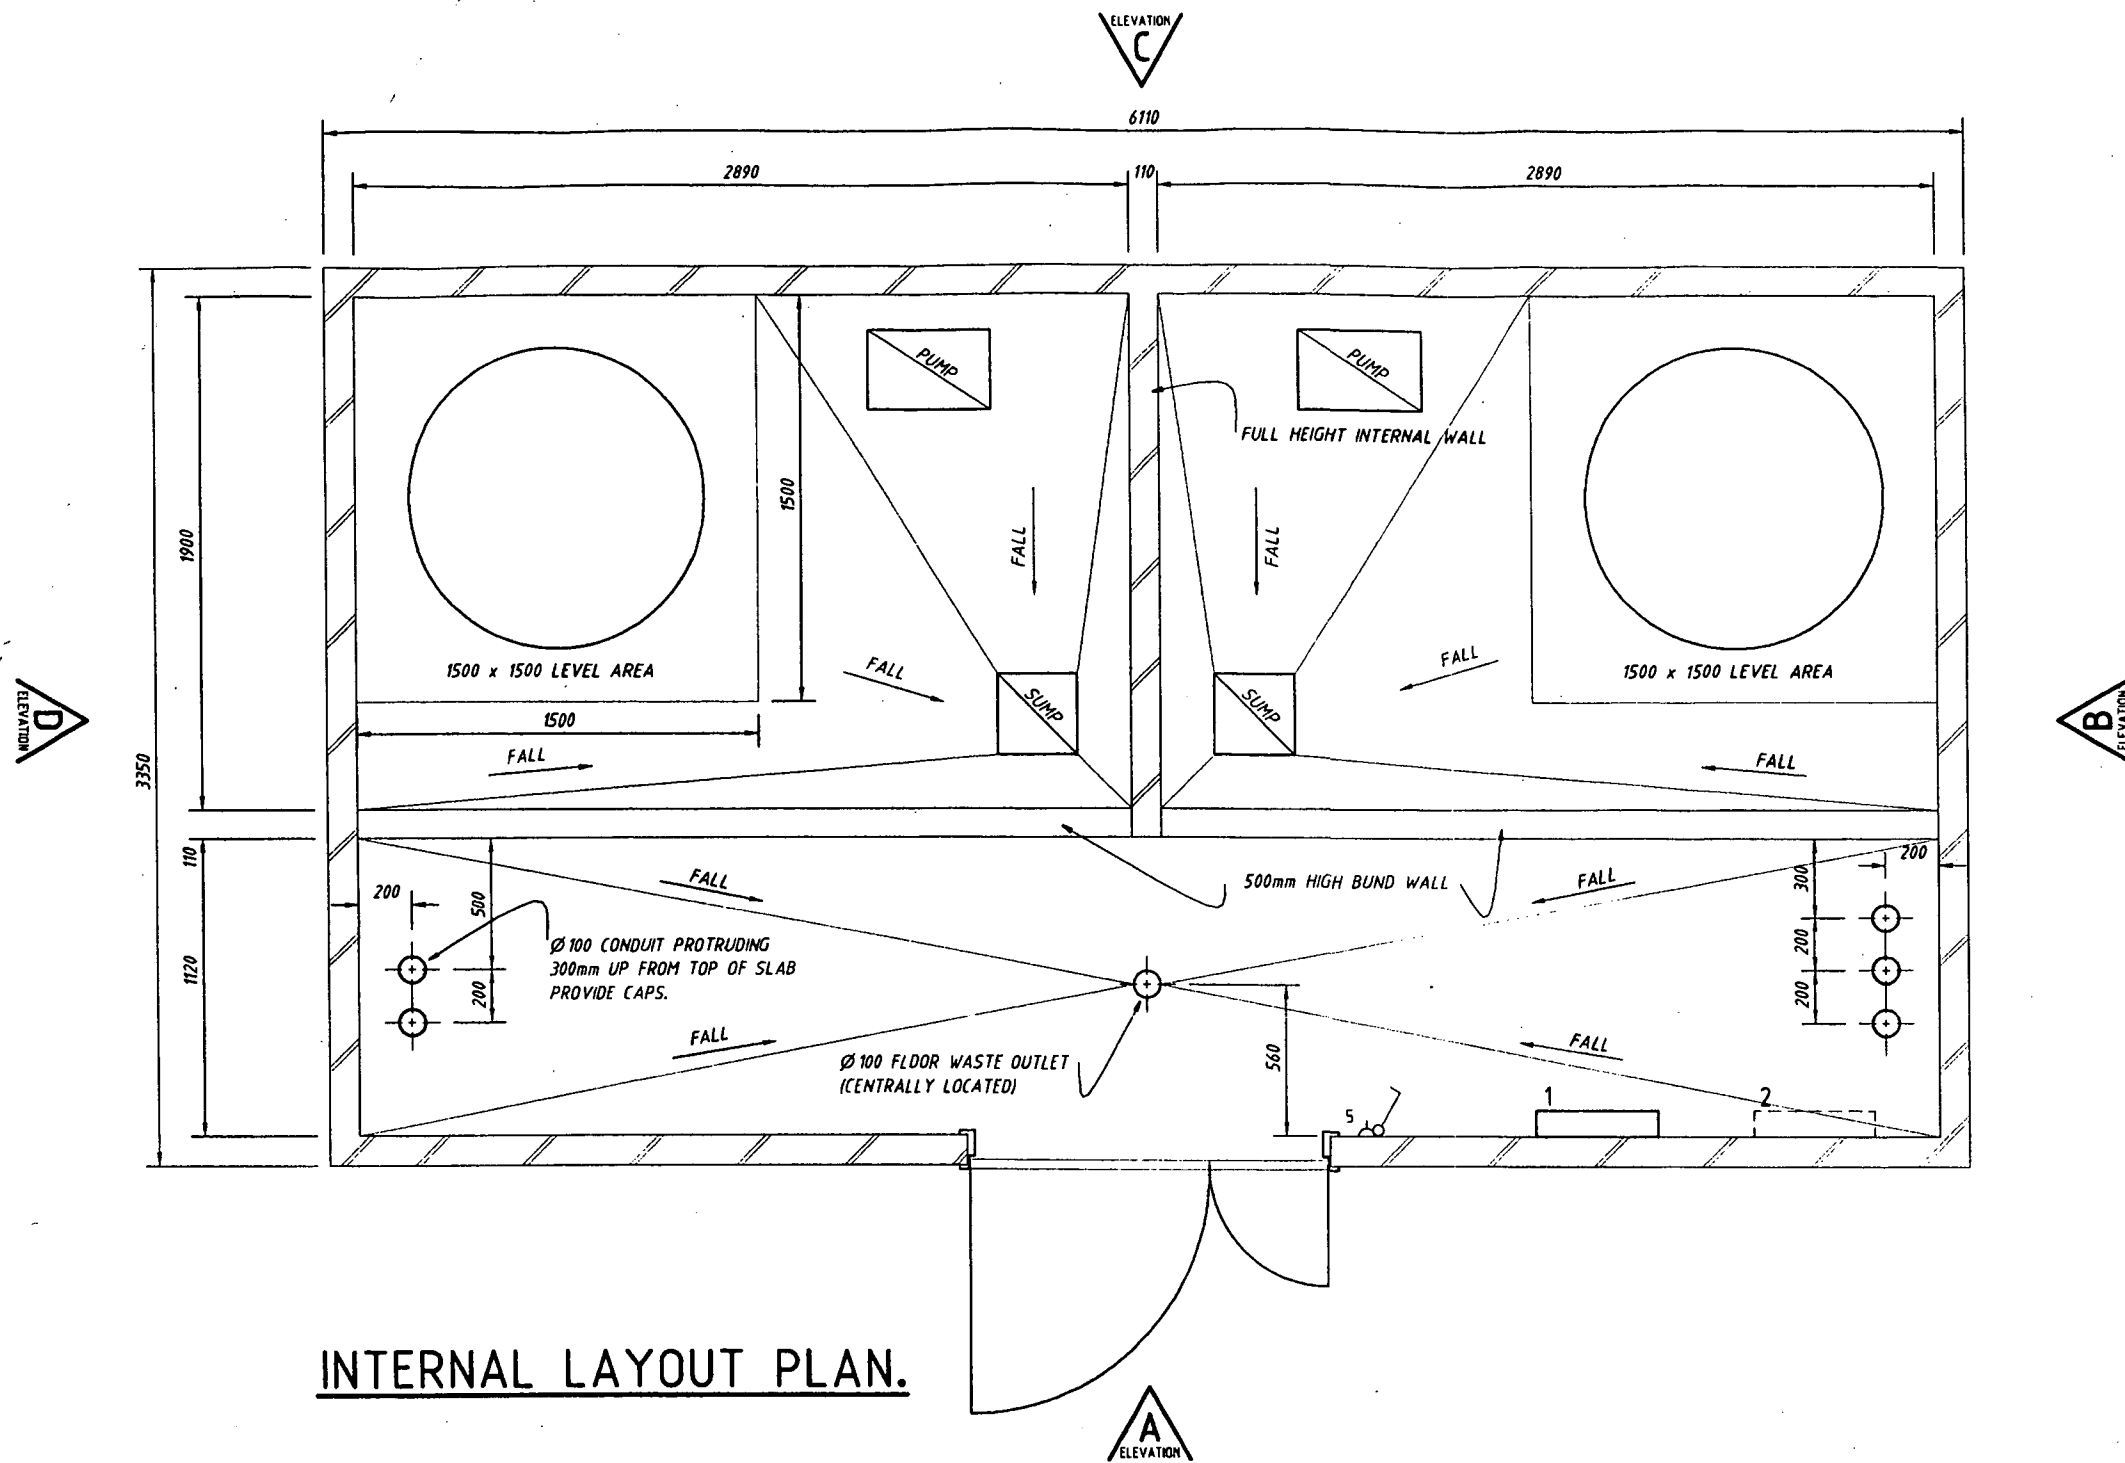 ELEVATION
C
6110
2890
110
2890
PUMP
PUMP
FULL HEIGHT INTERNAL WALL
1500
1900
FALL
FALL
1500 x 1500 LEVEL AREA
FALL
FALL
1500 x 1500 LEVEL AREA
SUMP
SUMP
1500
D
ELEVATION
B
ELEVATION
3350
FALL
FALL
110
200
500
FALL
500mm HIGH BUND WALL
FALL
300
200
Ø100 CONDUIT PROTRUDING
300mm UP FROM TOP OF SLAB
PROVIDE CAPS.
1120
200
200
200
FALL
Ø100 FLOOR WASTE OUTLET
(CENTRALLY LOCATED)
560
FALL
5
1
2
INTERNAL LAYOUT PLAN.
A
ELEVATION